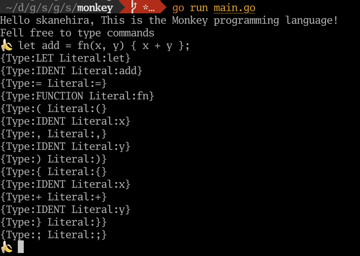 ~/d/g/s/g/s/monkey ☆… go run main.go
Hello skanehira, This is the Monkey programming language!
Fell free to type commands
🍌 let add = fn(x, y) { x + y };
{Type:LET Literal:let}
{Type:IDENT Literal:add}
{Type:= Literal:=}
{Type:FUNCTION Literal:fn}
{Type:( Literal:(}
{Type:IDENT Literal:x}
{Type:, Literal:,}
{Type:IDENT Literal:y}
{Type:) Literal:)}
{Type:{ Literal:{}
{Type:IDENT Literal:x}
{Type:+ Literal:+}
{Type:IDENT Literal:y}
{Type:} Literal:}}
{Type:; Literal:;}
🍌